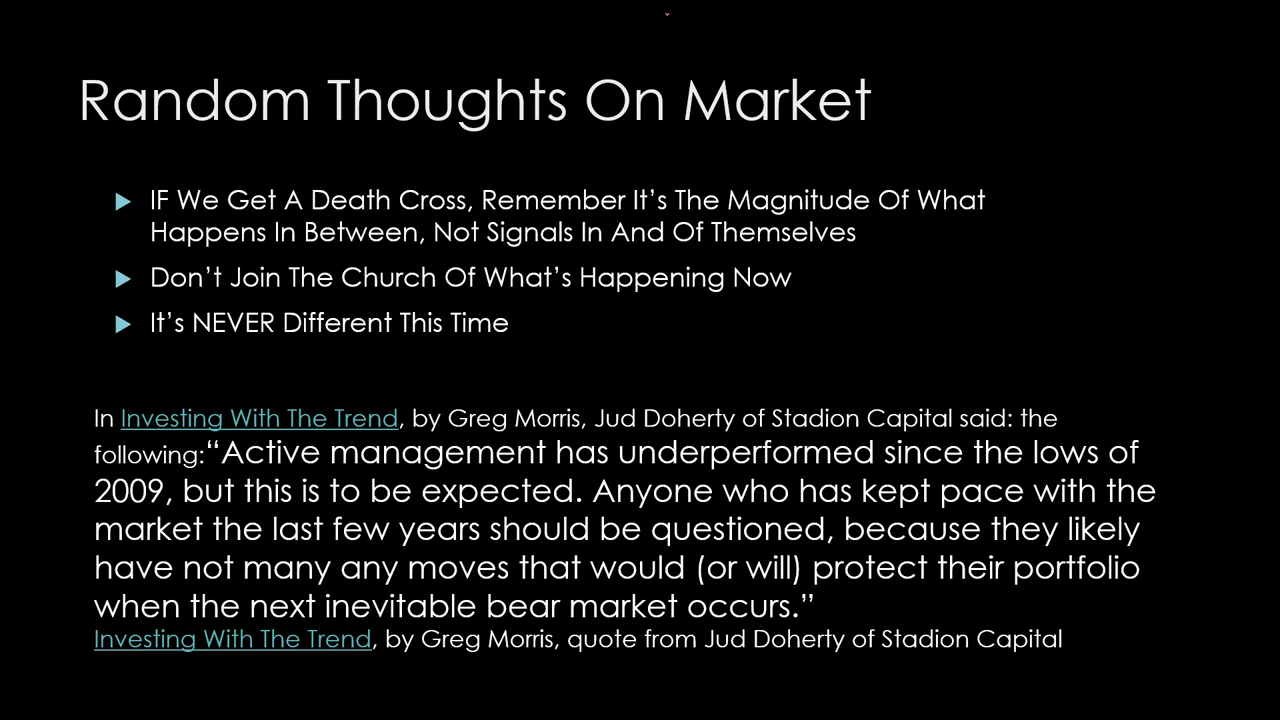 Random Thoughts On Market
IF We Get A Death Cross, Remember It’s The Magnitude Of What
Happens In Between, Not Signals In And Of Themselves
Don’t Join The Church Of What’s Happening Now
It’s NEVER Different This Time
In Investing With The Trend, by Greg Morris, Jud Doherty of Stadion Capital said: the
following:“Active management has underperformed since the lows of
2009, but this is to be expected. Anyone who has kept pace with the
market the last few years should be questioned, because they likely
have not many any moves that would (or will) protect their portfolio
when the next inevitable bear market occurs.”
Investing With The Trend, by Greg Morris, quote from Jud Doherty of Stadion Capital